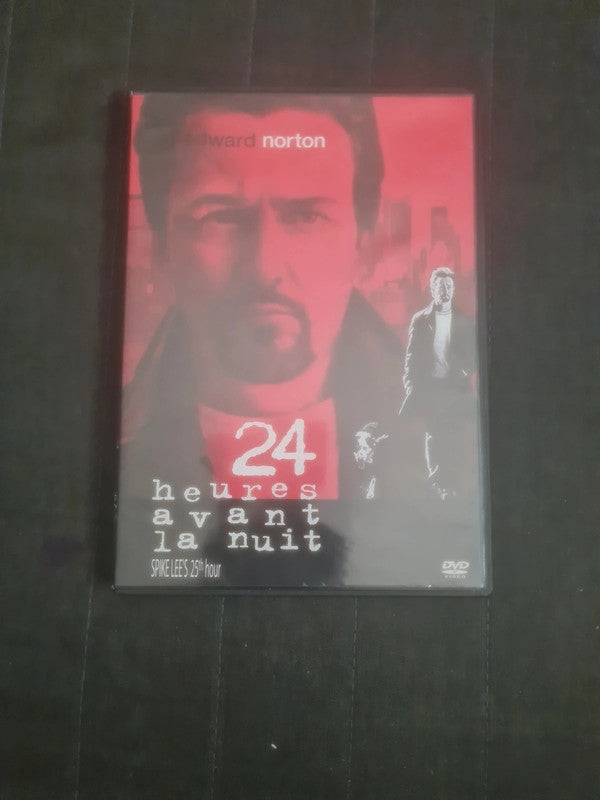 edward norton
24
heures
avant
la nuit
SPIKE LEE'S 25th hour
DVD
VIDEO